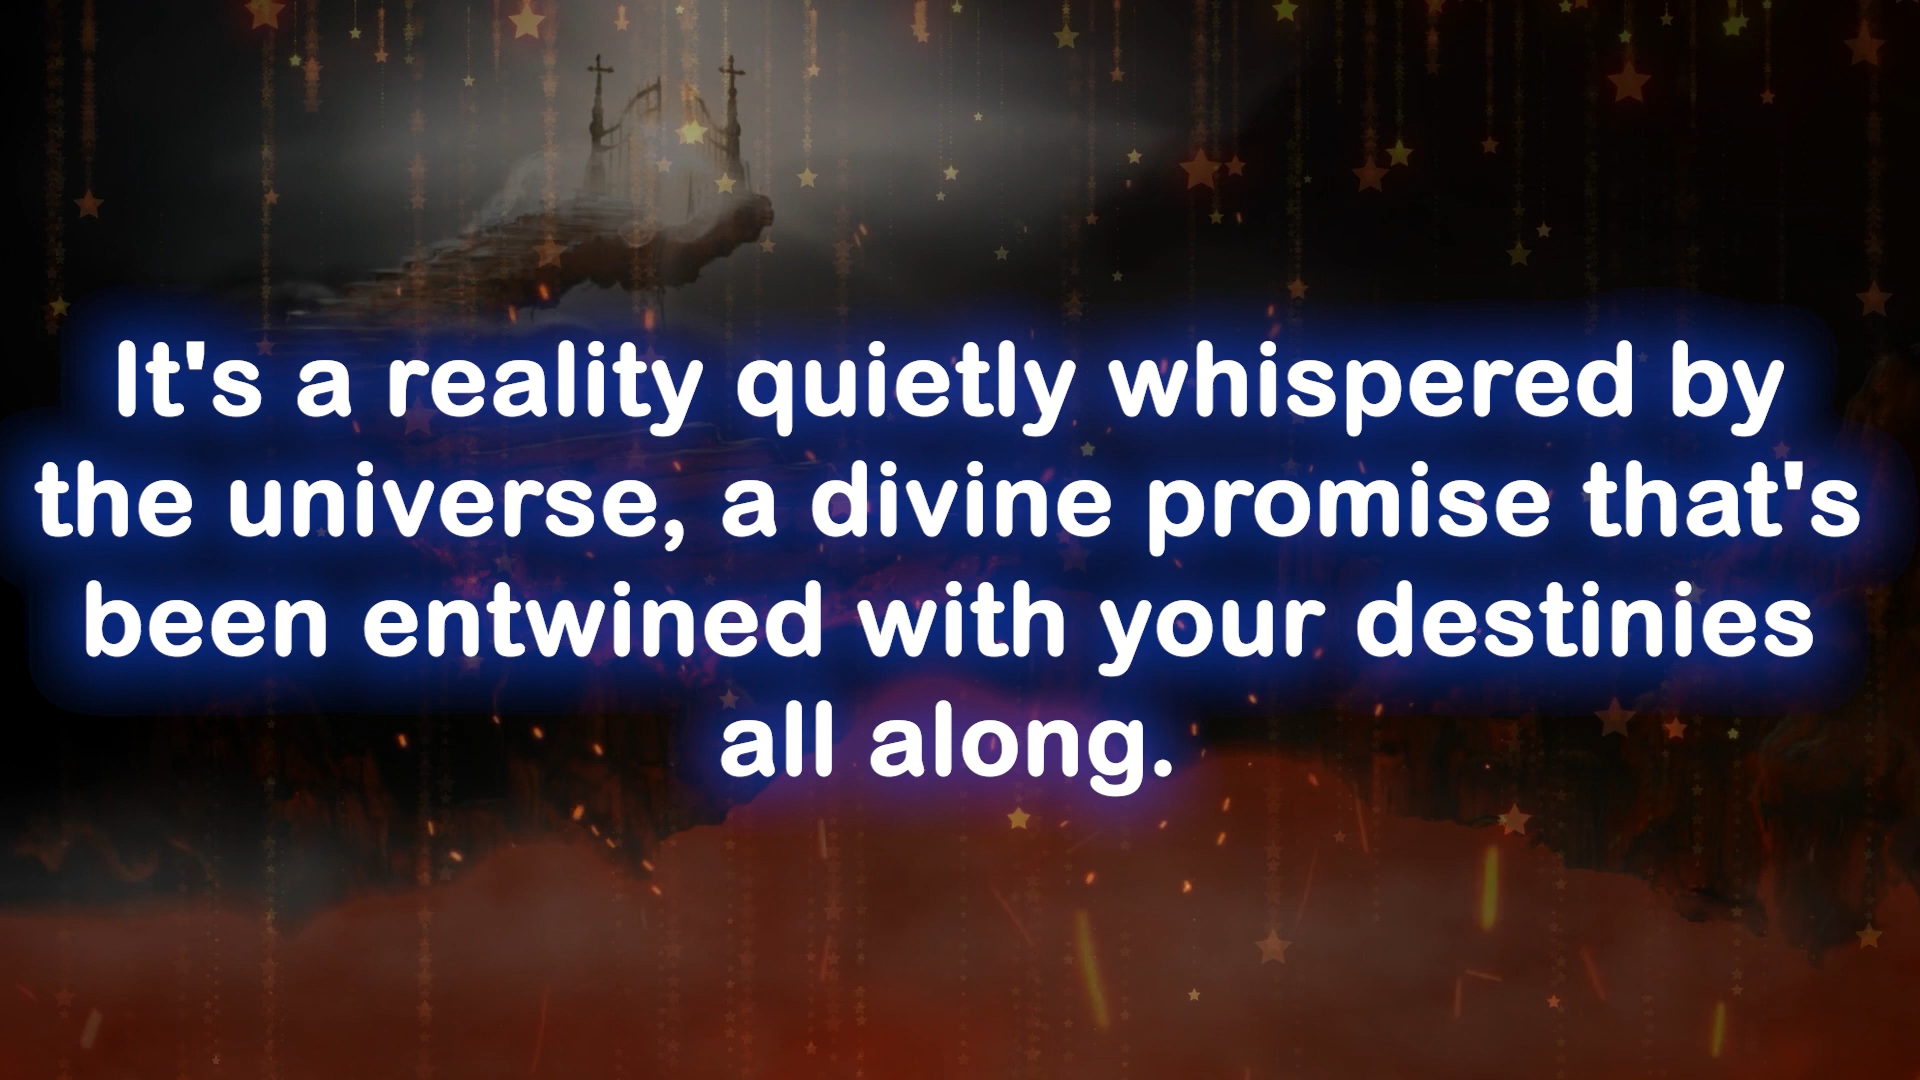 It's a reality quietly whispered by
the universe, a divine promise that's
been entwined with your destinies
all along.